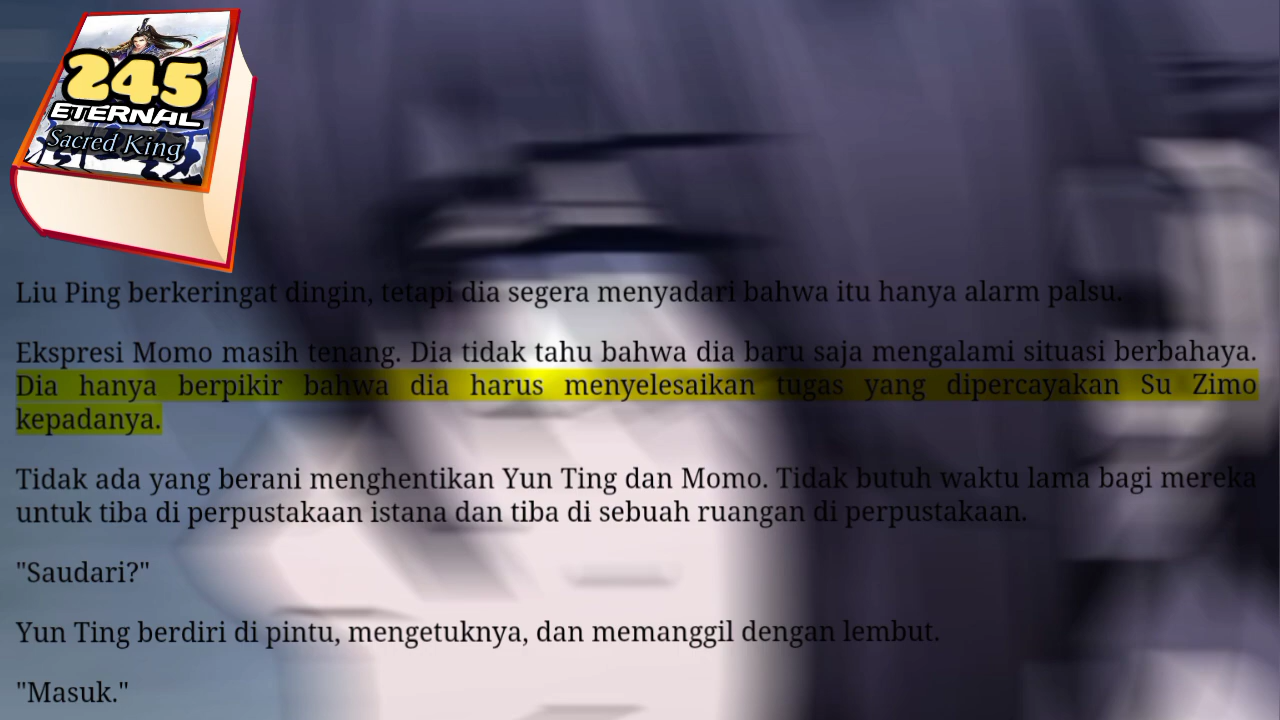 245
ETERNAL
Sacred King
Liu Ping berkeringat dingin, tetapi dia segera menyadari bahwa itu hanya alarm palsu.
Ekspresi Momo masih tenang. Dia tidak tahu bahwa dia baru saja mengalami situasi berbahaya.
Dia hanya berpikir bahwa dia harus menyelesaikan tugas yang dipercayakan Su Zimo
kepadanya.
Tidak ada yang berani menghentikan Yun Ting dan Momo. Tidak butuh waktu lama bagi mereka
untuk tiba di perpustakaan istana dan tiba di sebuah ruangan di perpustakaan.
"Saudari?"
Yun Ting berdiri di pintu, mengetuknya, dan memanggil dengan lembut.
"Masuk."